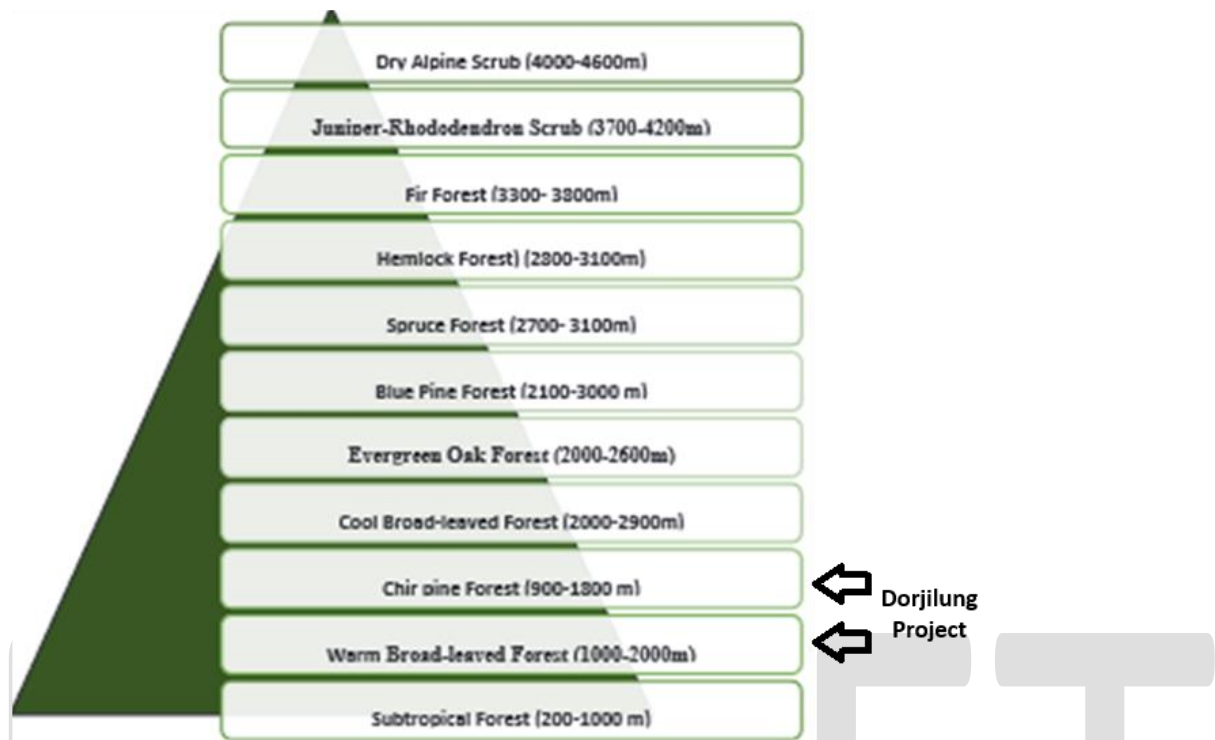 Dry Alpine Scrub (4000-4600m)
Juniper-Rhododendron Scrub (3700-4200m)
Fir Forest (3300- 3800m)
Hemlock Forest) (2800-3100m)
Spruce Forest (2700- 3100m)
Blue Pine Forest (2100-3000 m)
Evergreen Oak Forest (2000-2600m)
Cool Broad-leaved Forest (2000-2900m)
Chir pine Forest (900-1800 m)
Dorjilung
Project
Warm Broad-leaved Forest (1000-2000m)
Subtropical Forest (200-1000 m)